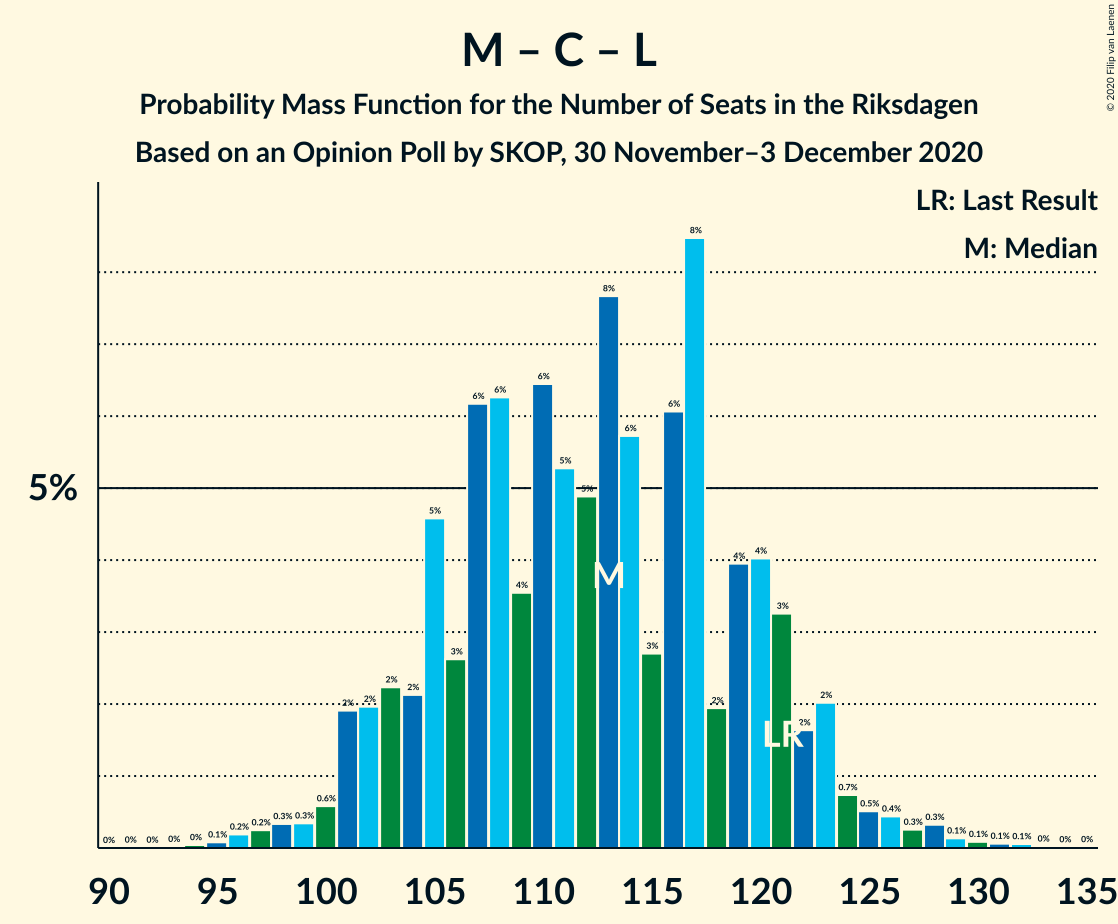 M – C – L
Probability Mass Function for the Number of Seats in the Riksdagen
Based on an Opinion Poll by SKOP, 30 November–3 December 2020
© 2020 Filip van Laenen
LR: Last Result
M: Median
5%
0% 0% 0% 0% 0% 0.1% 0.2% 0.2% 0.3% 0.3% 0.6% 2% 2% 2% 2% 5% 3% 6% 6% 4% 6% 5% 5% 8% 6% 3% 6% 8% 2% 4% 4% 3% 2% 2% 0.7% 0.5% 0.4% 0.3% 0.3% 0.1% 0.1% 0.1% 0.1% 0% 0% 0%
M
LR
90 95 100 105 110 115 120 125 130 135